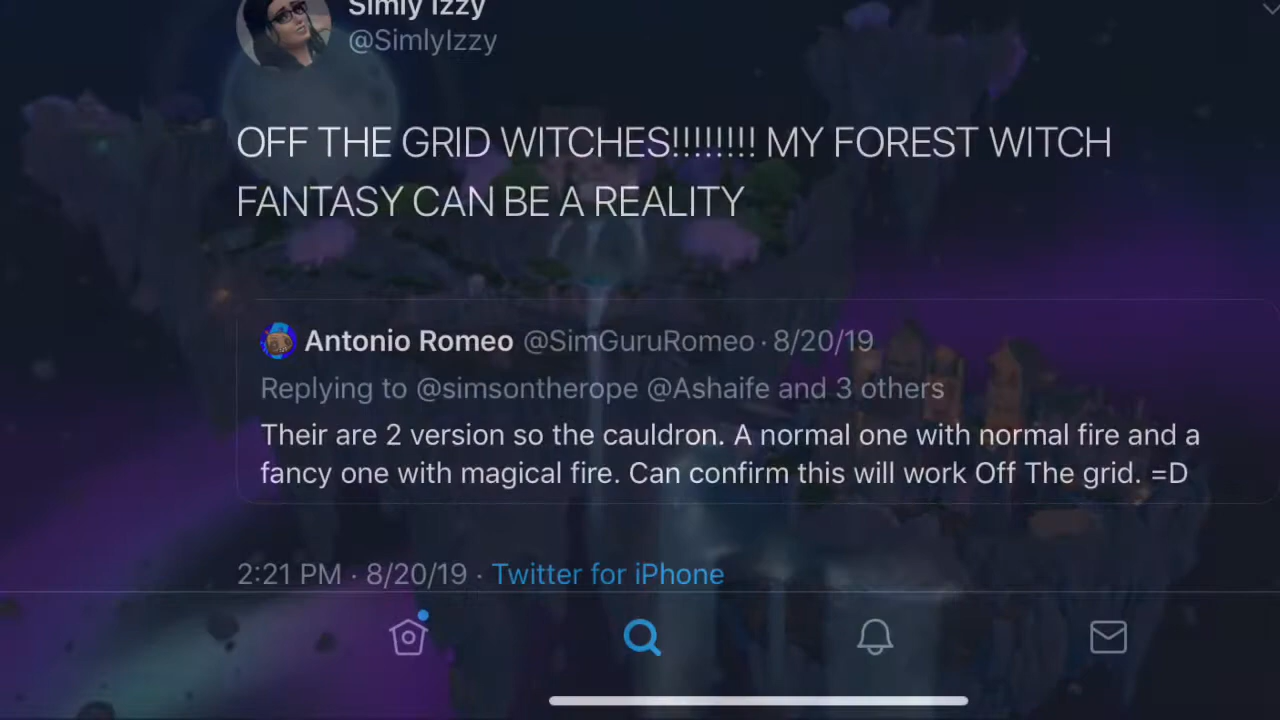 Simly Izzy
@SimlyIzzy
OFF THE GRID WITCHES!!!!!!!! MY FOREST WITCH
FANTASY CAN BE A REALITY
Antonio Romeo @SimGuruRomeo · 8/20/19
Replying to @simsontherope @Ashaife and 3 others
Their are 2 version so the cauldron. A normal one with normal fire and a
fancy one with magical fire. Can confirm this will work Off The grid. =D
2:21 PM · 8/20/19 · Twitter for iPhone